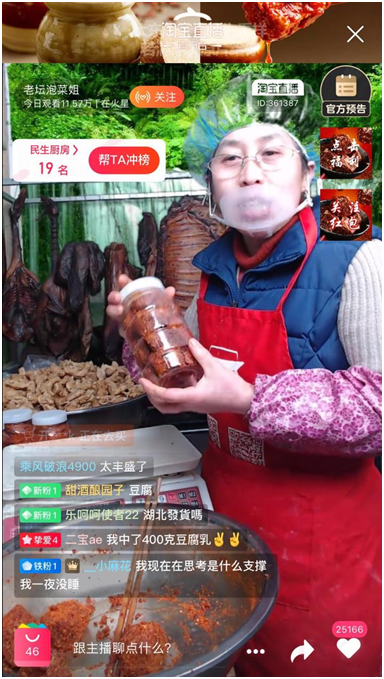 淘宝直播
老坛泡菜姐
今日观看11.57万 | 在火星
关注
淘宝直播
ID:361387
官方预告
民生厨房
19 名
帮TA冲榜
点击
福利
关注
红包
正在去买
乘风破浪4900 太丰盛了
新粉1 甜酒酿园子 豆腐
新粉1 乐呵呵使者22 湖北發貨嗎
挚爱4 二宝ae 我中了400克豆腐乳✌✌
铁粉1 _小麻花 我现在在思考是什么支撑
我一夜没睡
46
跟主播聊点什么?
25166